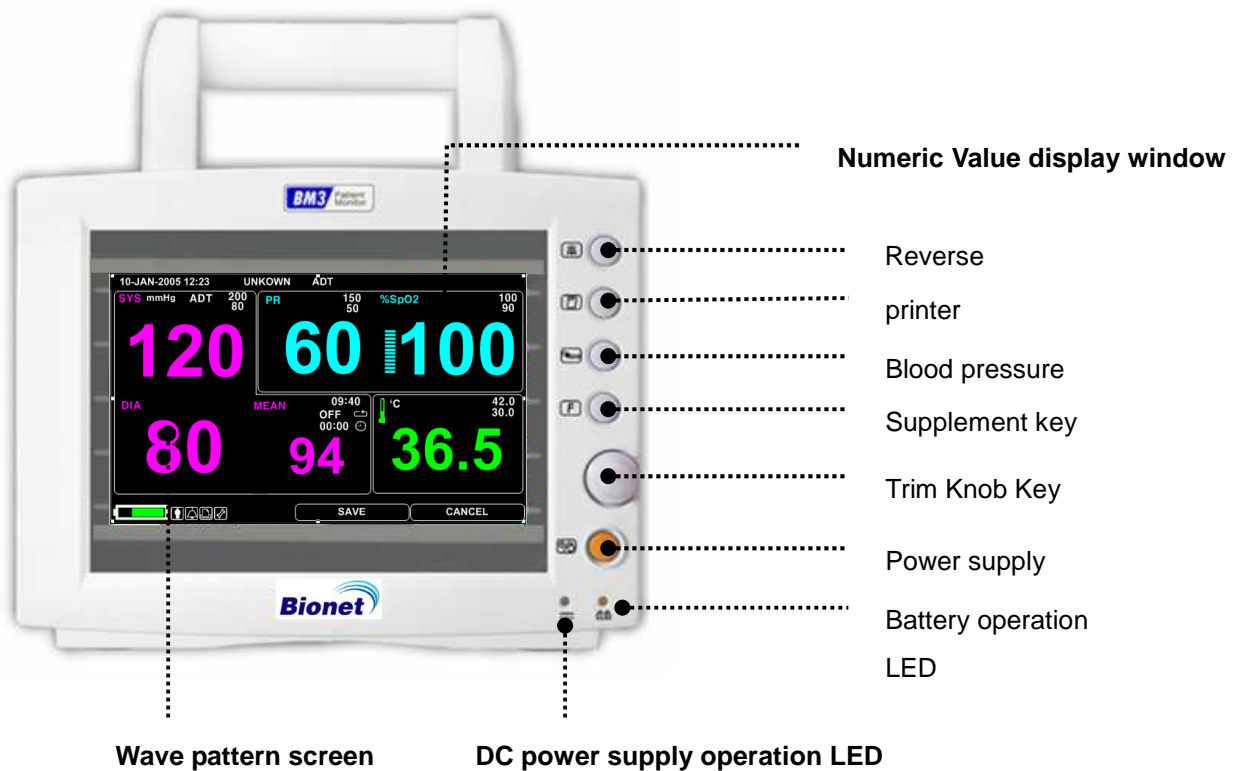 Numeric Value display window
BM3 Patient Monitor
Reverse
10-JAN-2005 12:23 UNKOWN ADT
SYS mmHg ADT 200
80
PR 150
50
%SpO2 100
90
printer
120
60
100
Blood pressure
DIA
MEAN 09:40
OFF
00:00
°C 42.0
30.0
F
Supplement key
80
94
36.5
Trim Knob Key
SAVE
CANCEL
Power supply
Bionet
Battery operation
LED
Wave pattern screen
DC power supply operation LED